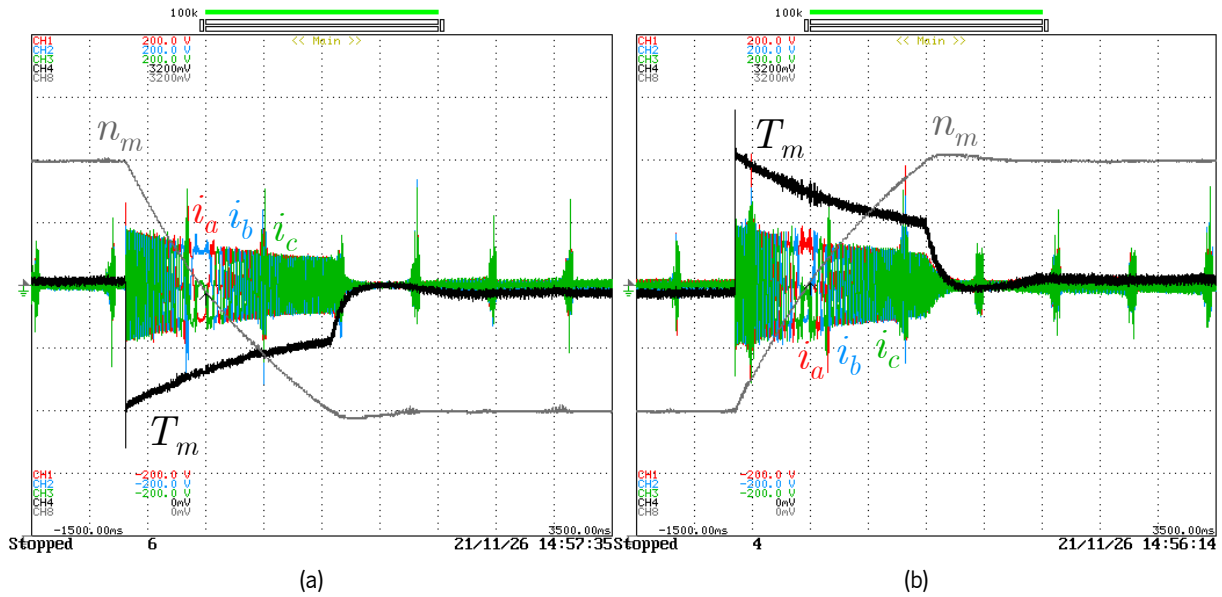 100k
CH1 200.0 V
CH2 200.0 V
CH3 200.0 V
CH4 3200mV
CH8 3200mV
<< Main >>
n_m
i_a i_b i_c
T_m
CH1 -200.0 V
CH2 -200.0 V
CH3 -200.0 V
CH4 0mV
CH8 0mV
-1500.00ms 3500.00ms
Stopped 6 21/11/26 14:57:35
(a)
100k
CH1 200.0 V
CH2 200.0 V
CH3 200.0 V
CH4 3200mV
CH8 3200mV
<< Main >>
T_m
n_m
i_a i_b i_c
CH1 -200.0 V
CH2 -200.0 V
CH3 -200.0 V
CH4 0mV
CH8 0mV
-1500.00ms 3500.00ms
Stopped 4 21/11/26 14:56:14
(b)